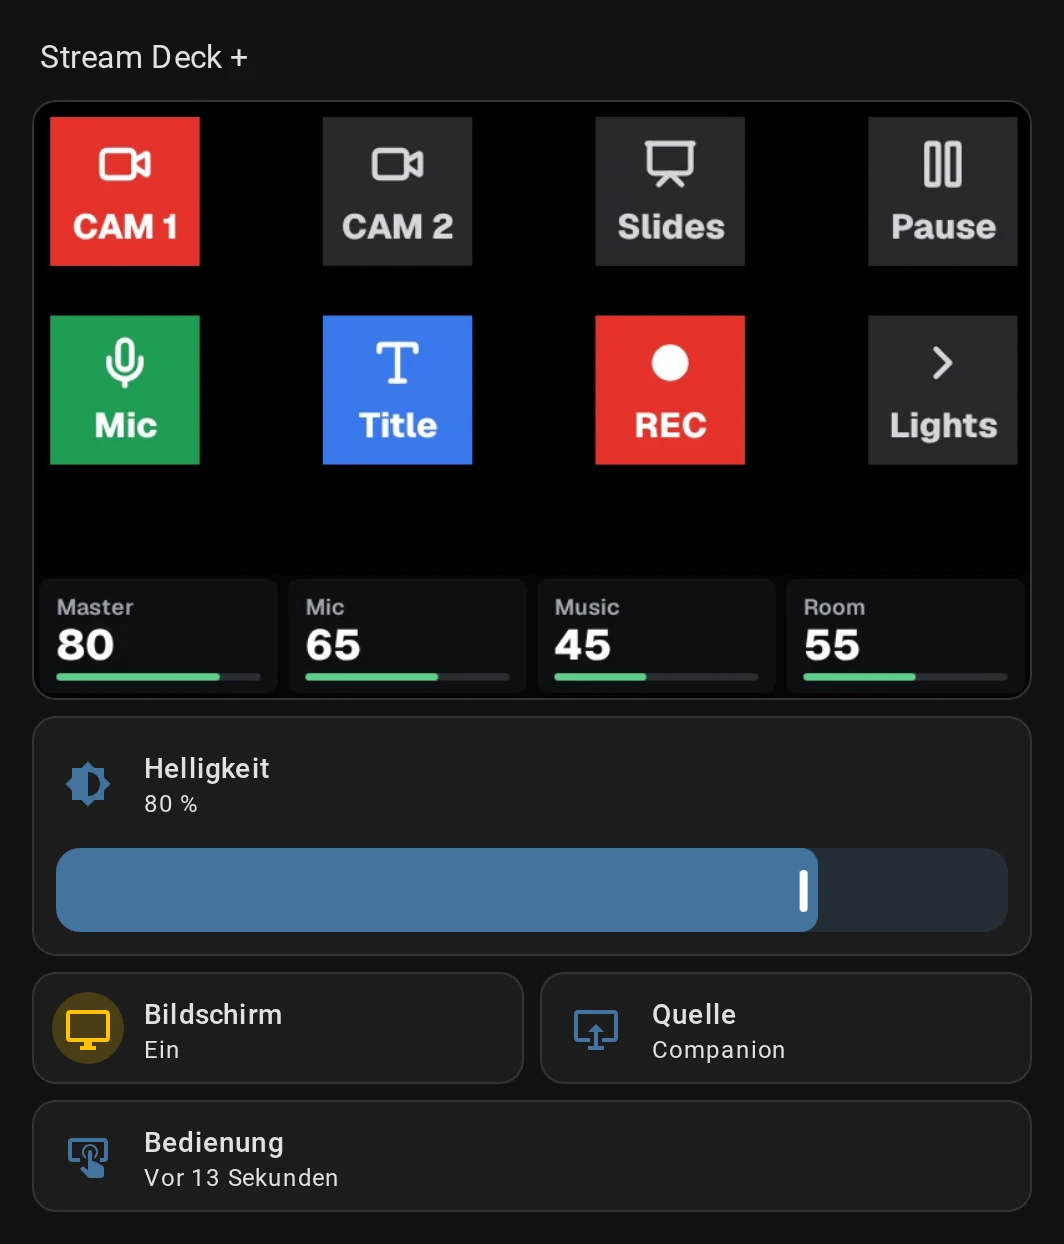 Stream Deck +
CAM 1
CAM 2
Slides
Pause
Mic
Title
REC
Lights
Master
80
Mic
65
Music
45
Room
55
Helligkeit
80 %
Bildschirm
Ein
Quelle
Companion
Bedienung
Vor 13 Sekunden